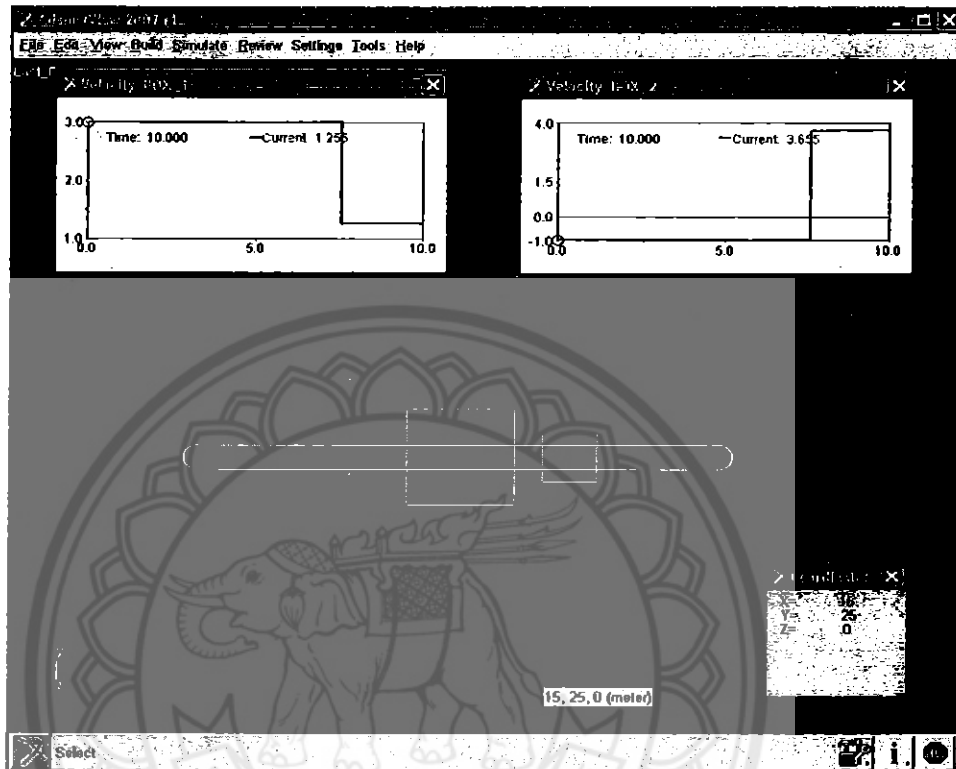 File Edit View Build Simulate Review Settings Tools Help
Time: 10.000
Current 1.255
3.0
2.0
1.0
0.0
5.0
10.0
Time: 10.000
Current 3.655
4.0
1.5
0.0
-1.0
0.0
5.0
10.0
X=
Y=
Z= 0
15, 25, 0 (meter)
Select